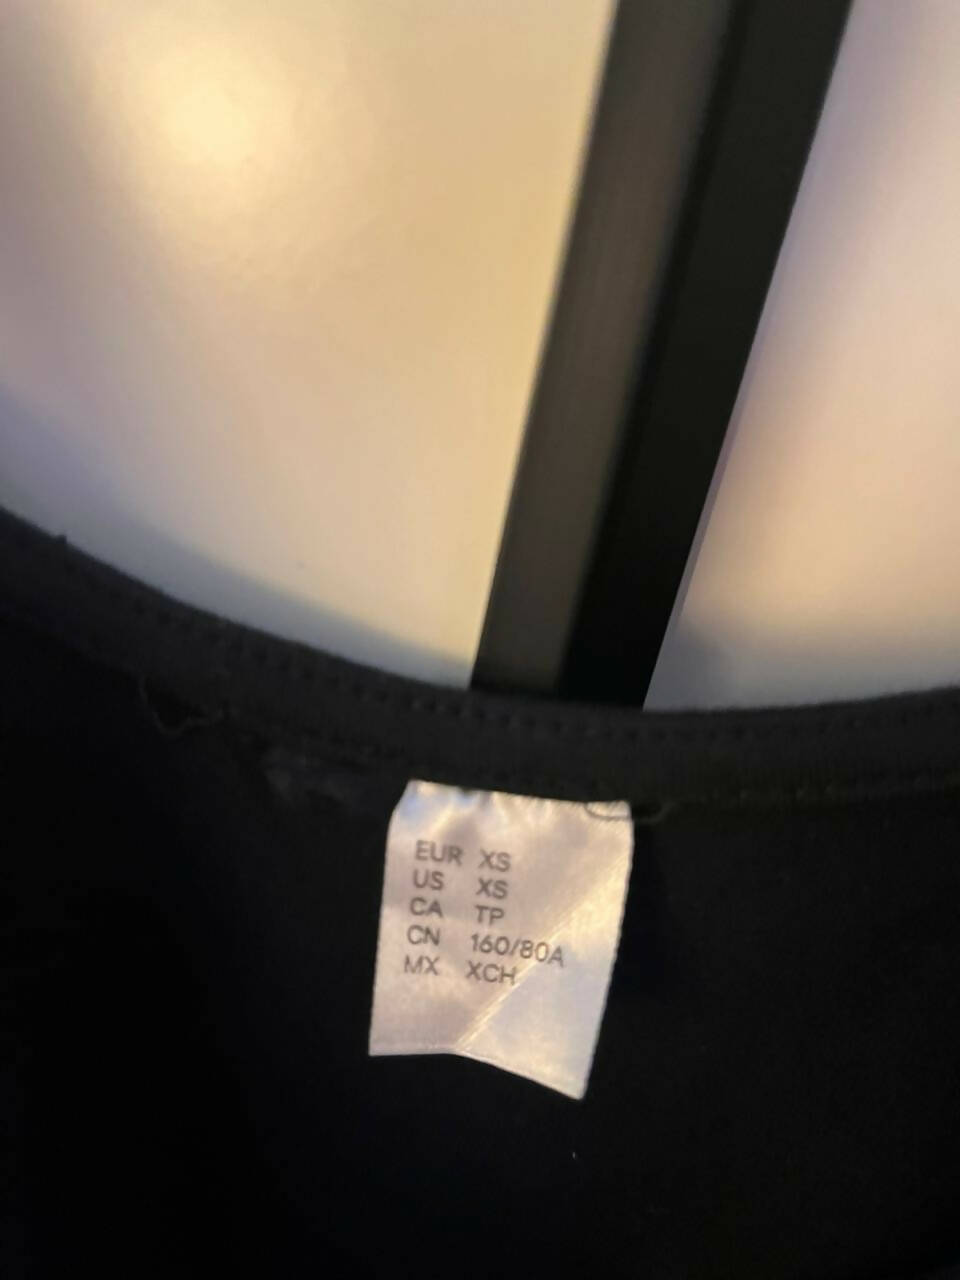 EUR XS
US XS
CA TP
CN 160/80A
MX XCH